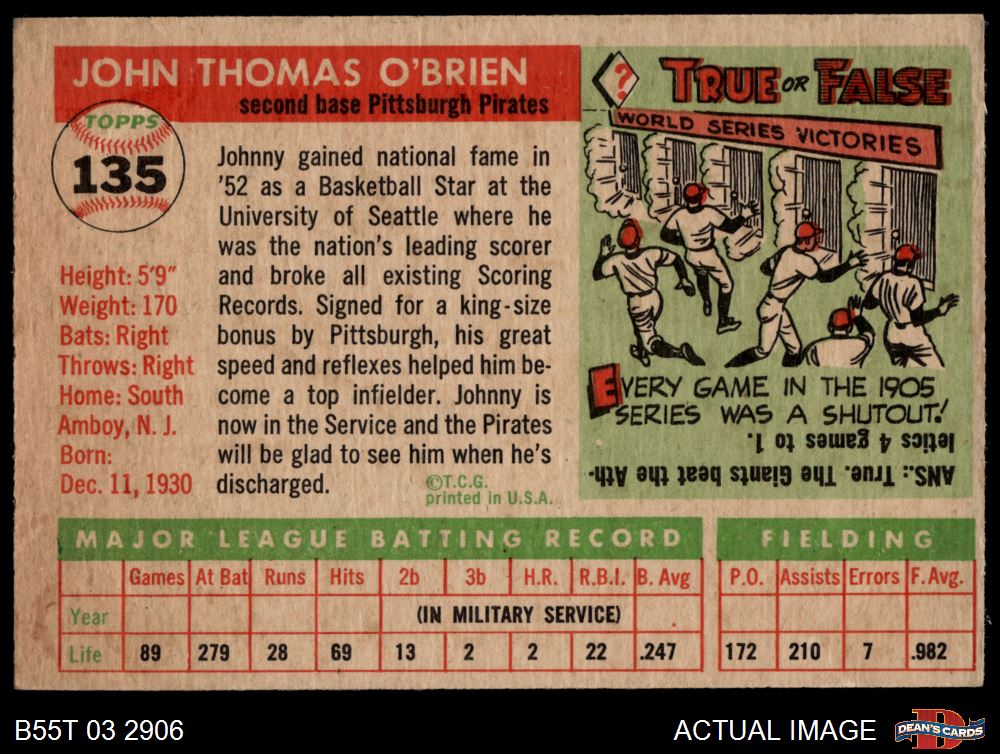 JOHN THOMAS O'BRIEN
second base Pittsburgh Pirates
TOPPS
135
Height: 5'9"
Weight: 170
Bats: Right
Throws: Right
Home: South
Amboy, N. J.
Born:
Dec. 11, 1930
Johnny gained national fame in
'52 as a Basketball Star at the
University of Seattle where he
was the nation's leading scorer
and broke all existing Scoring
Records. Signed for a king-size
bonus by Pittsburgh, his great
speed and reflexes helped him be-
come a top infielder. Johnny is
now in the Service and the Pirates
will be glad to see him when he's
discharged.
©T.C.G.
printed in U.S.A.
?
TRUE OR FALSE
WORLD SERIES VICTORIES
EVERY GAME IN THE 1905
SERIES WAS A SHUTOUT!
ANS.: True. The Giants beat the Ath-
letics 4 games to 1.
MAJOR LEAGUE BATTING RECORD
Games At Bat Runs Hits 2b 3b H.R. R.B.I. B. Avg
Year (IN MILITARY SERVICE)
Life 89 279 28 69 13 2 2 22 .247
FIELDING
P.O. Assists Errors F. Avg.
172 210 7 .982
B55T 03 2906
ACTUAL IMAGE
DEAN'S CARDS